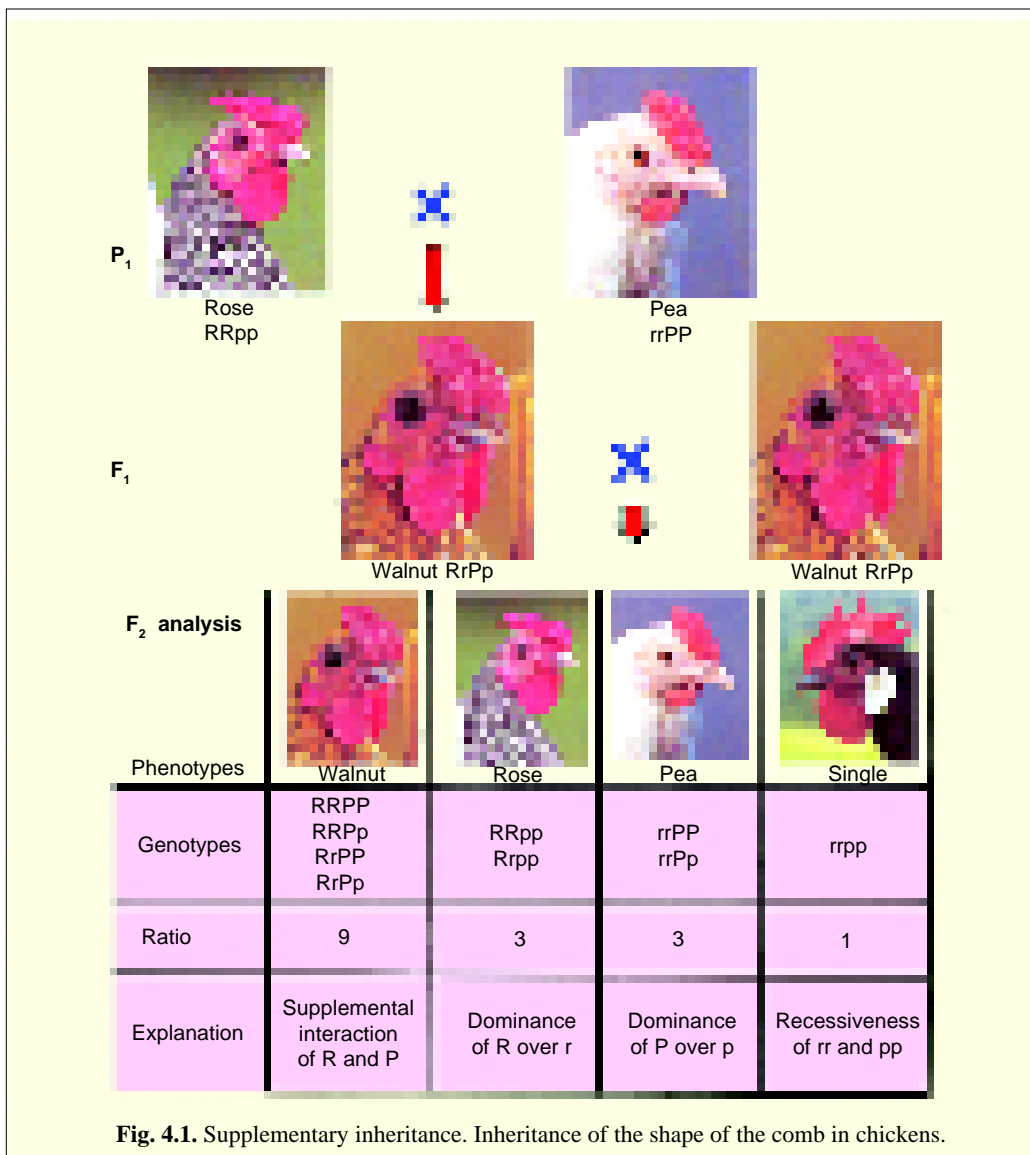 P1
Rose
RRpp
Pea
rrPP
F1
Walnut RrPp
Walnut RrPp
F2 analysis
Phenotypes
Walnut
Rose
Pea
Single
Genotypes
RRPP
RRPp
RrPP
RrPp
RRpp
Rrpp
rrPP
rrPp
rrpp
Ratio
9
3
3
1
Explanation
Supplemental
interaction
of R and P
Dominance
of R over r
Dominance
of P over p
Recessiveness
of rr and pp
Fig. 4.1. Supplementary inheritance. Inheritance of the shape of the comb in chickens.